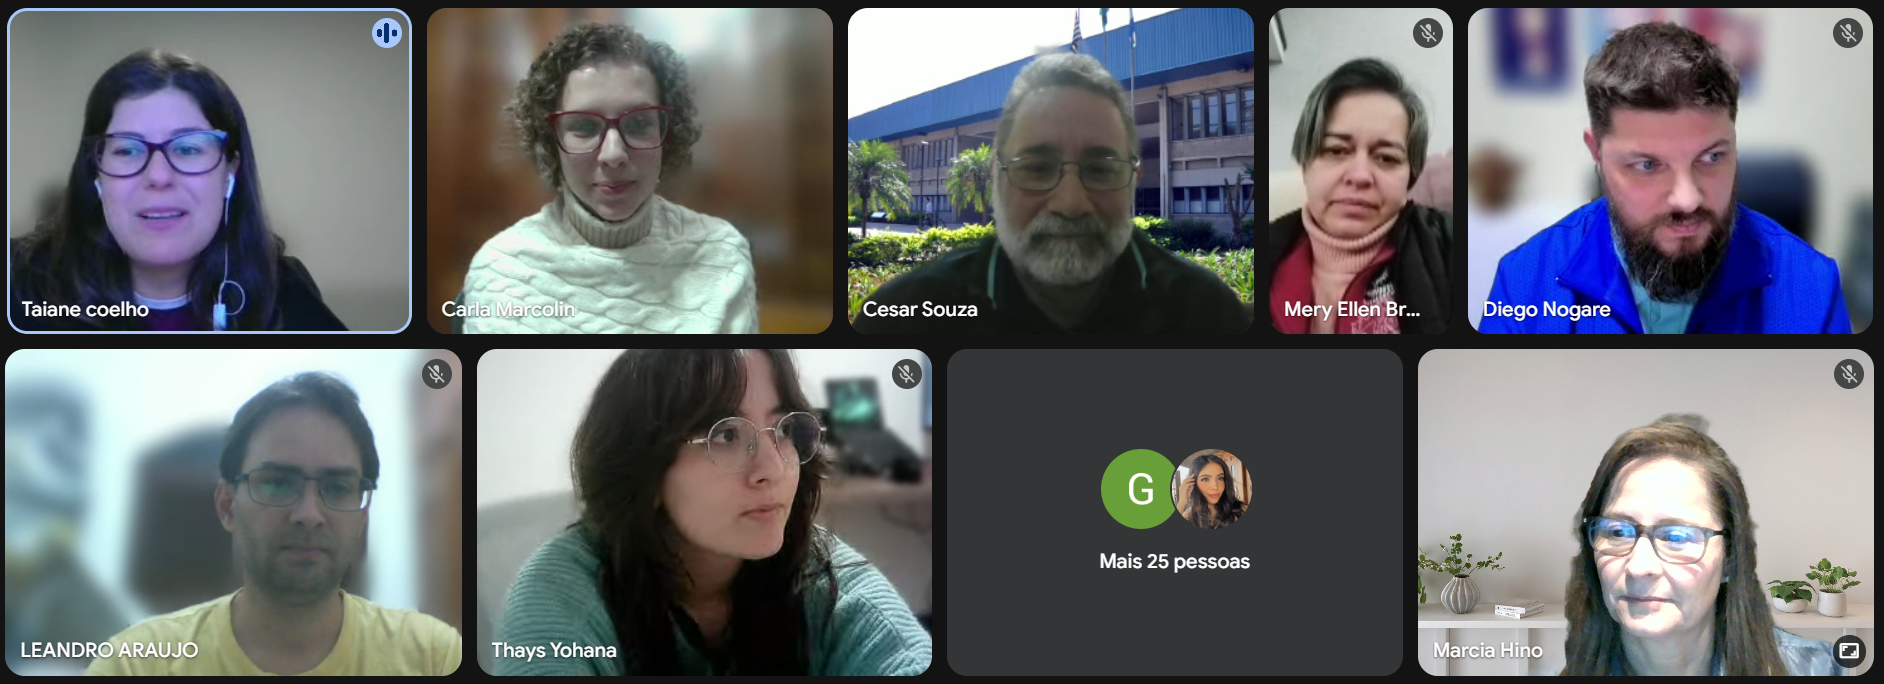 Taiane coelho
Carla Marcolin
Cesar Souza
Mery Ellen Br...
Diego Nogare
LEANDRO ARAUJO
Thays Yohana
G
Mais 25 pessoas
Marcia Hino